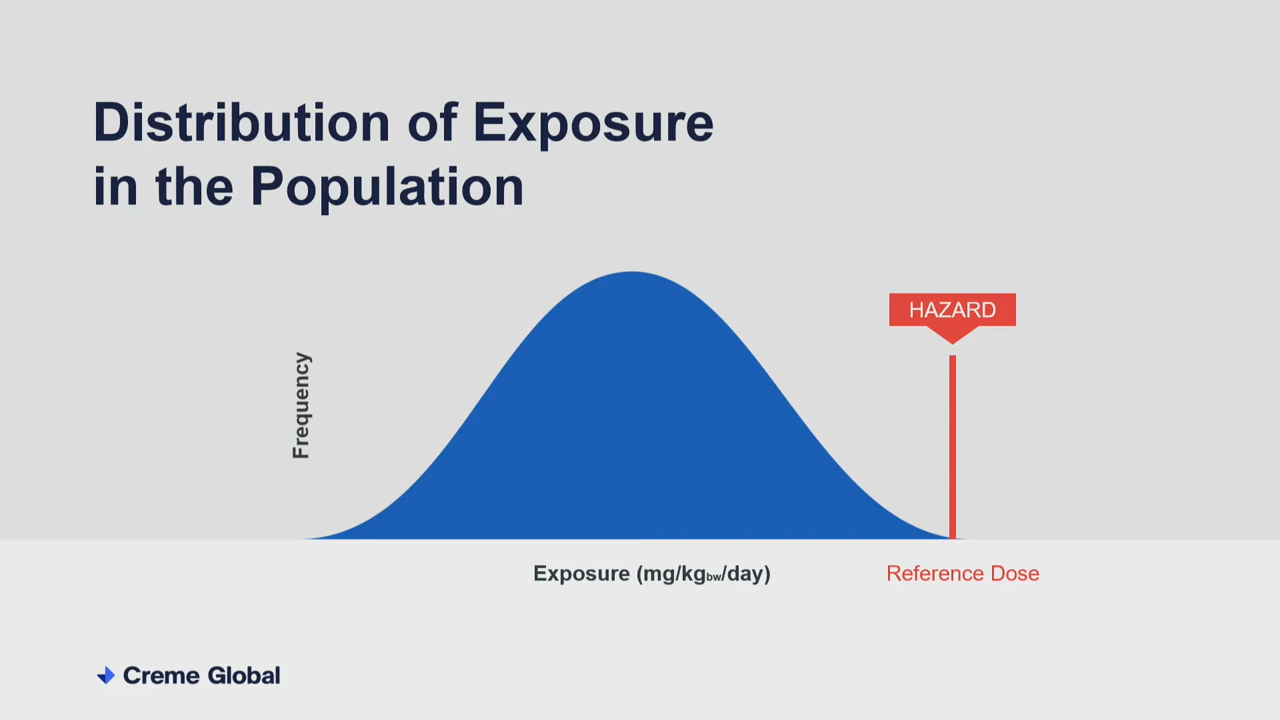 Distribution of Exposure
in the Population
HAZARD
Frequency
Exposure (mg/kgbw/day)
Reference Dose
Creme Global